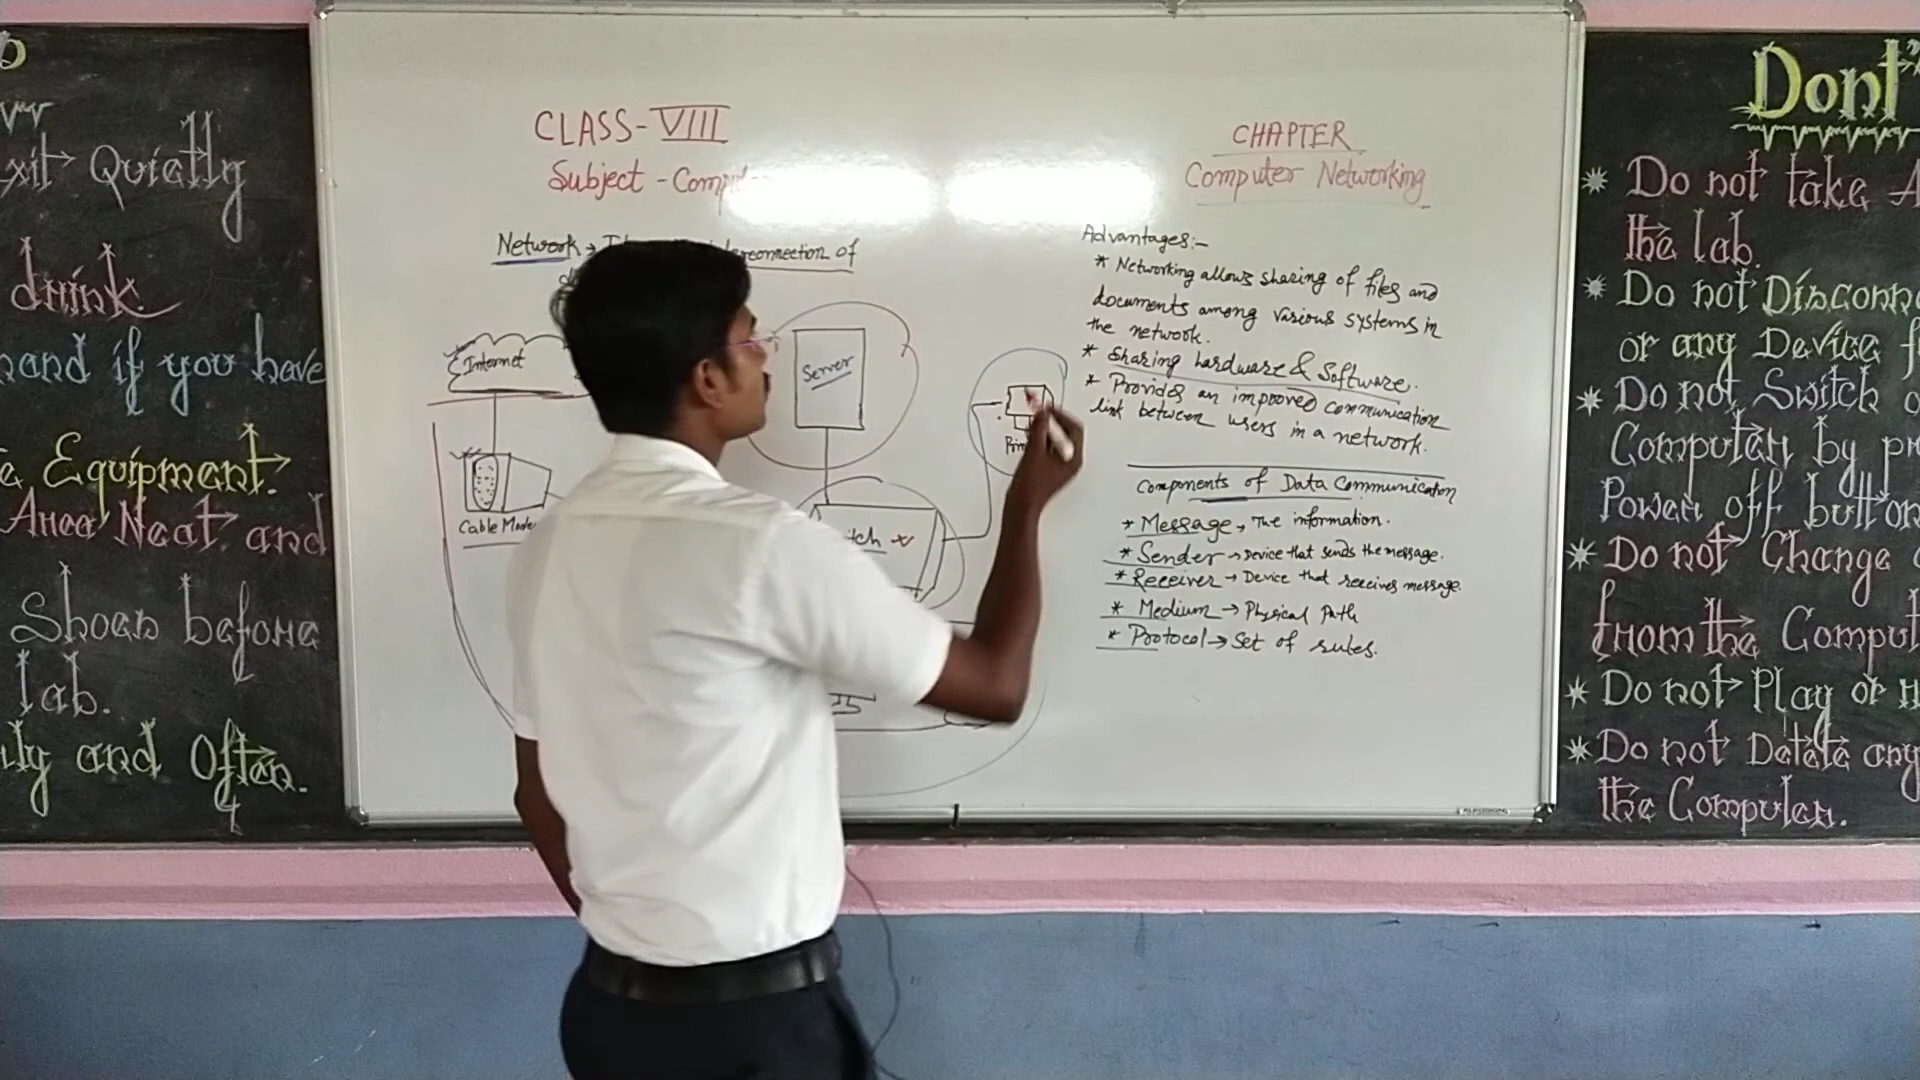 Quietly
drink
hand if you have
Equipment.
Area Neat and
Shoes before
lab.
and Often.
CLASS-VIII
Subject -
Network → interconnection of
Internet
Cable Mode
Server
CHAPTER
Computer Networking
Advantages:-
* Networking allows sharing of files and
documents among various systems in
the network.
* Sharing hardware & Software.
* Provides an improved communication
link between users in a network.
Components of Data Communication
* Message → The information.
* Sender → Device that sends the message.
* Receiver → Device that receives message.
* Medium → Physical Path
* Protocol → Set of rules.
Dont
* Do not take
the lab.
* Do not
or any Device
* Do not Switch
Computer by
Power off button
* Do not Change
from the
* Do not Play or
* Do not Delete any
the Computer.